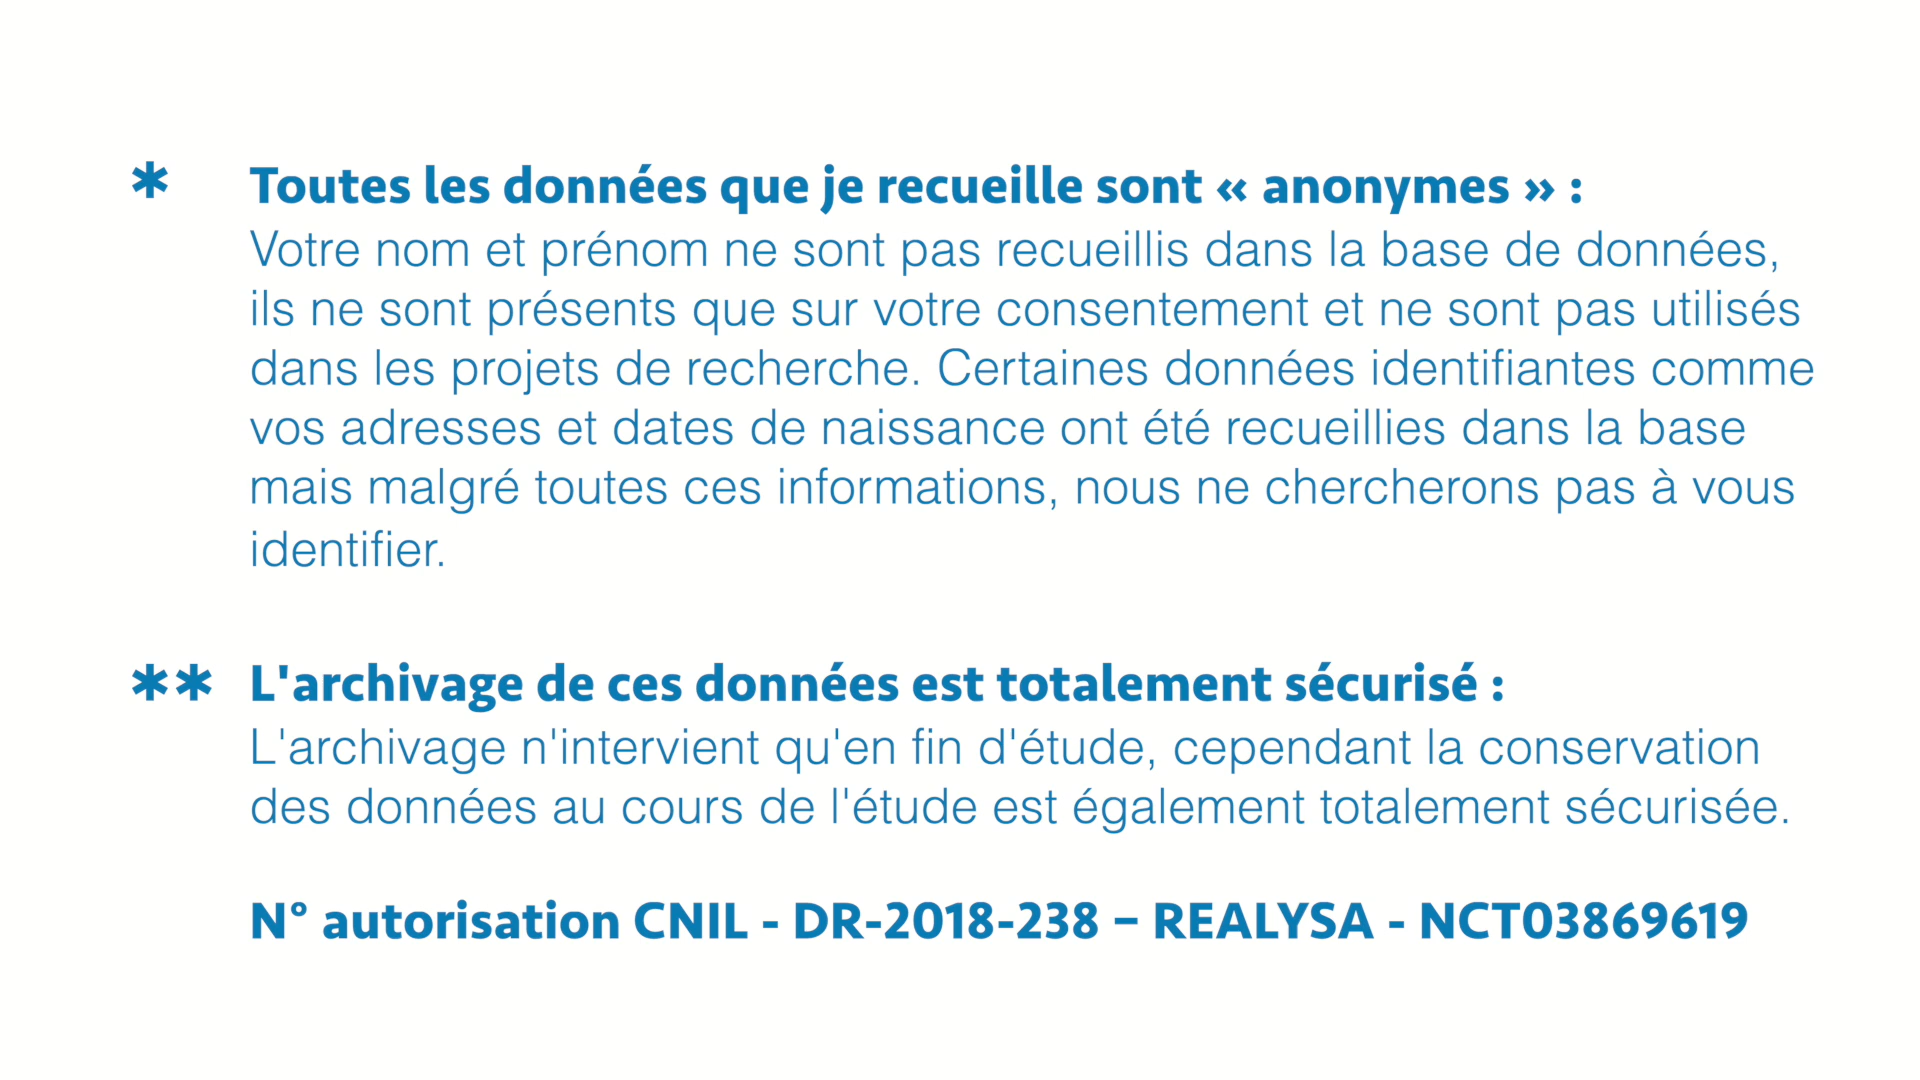 * Toutes les données que je recueille sont « anonymes » :
Votre nom et prénom ne sont pas recueillis dans la base de données,
ils ne sont présents que sur votre consentement et ne sont pas utilisés
dans les projets de recherche. Certaines données identifiantes comme
vos adresses et dates de naissance ont été recueillies dans la base
mais malgré toutes ces informations, nous ne chercherons pas à vous
identifier.
** L'archivage de ces données est totalement sécurisé :
L'archivage n'intervient qu'en fin d'étude, cependant la conservation
des données au cours de l'étude est également totalement sécurisée.
N° autorisation CNIL - DR-2018-238 – REALYSA - NCT03869619